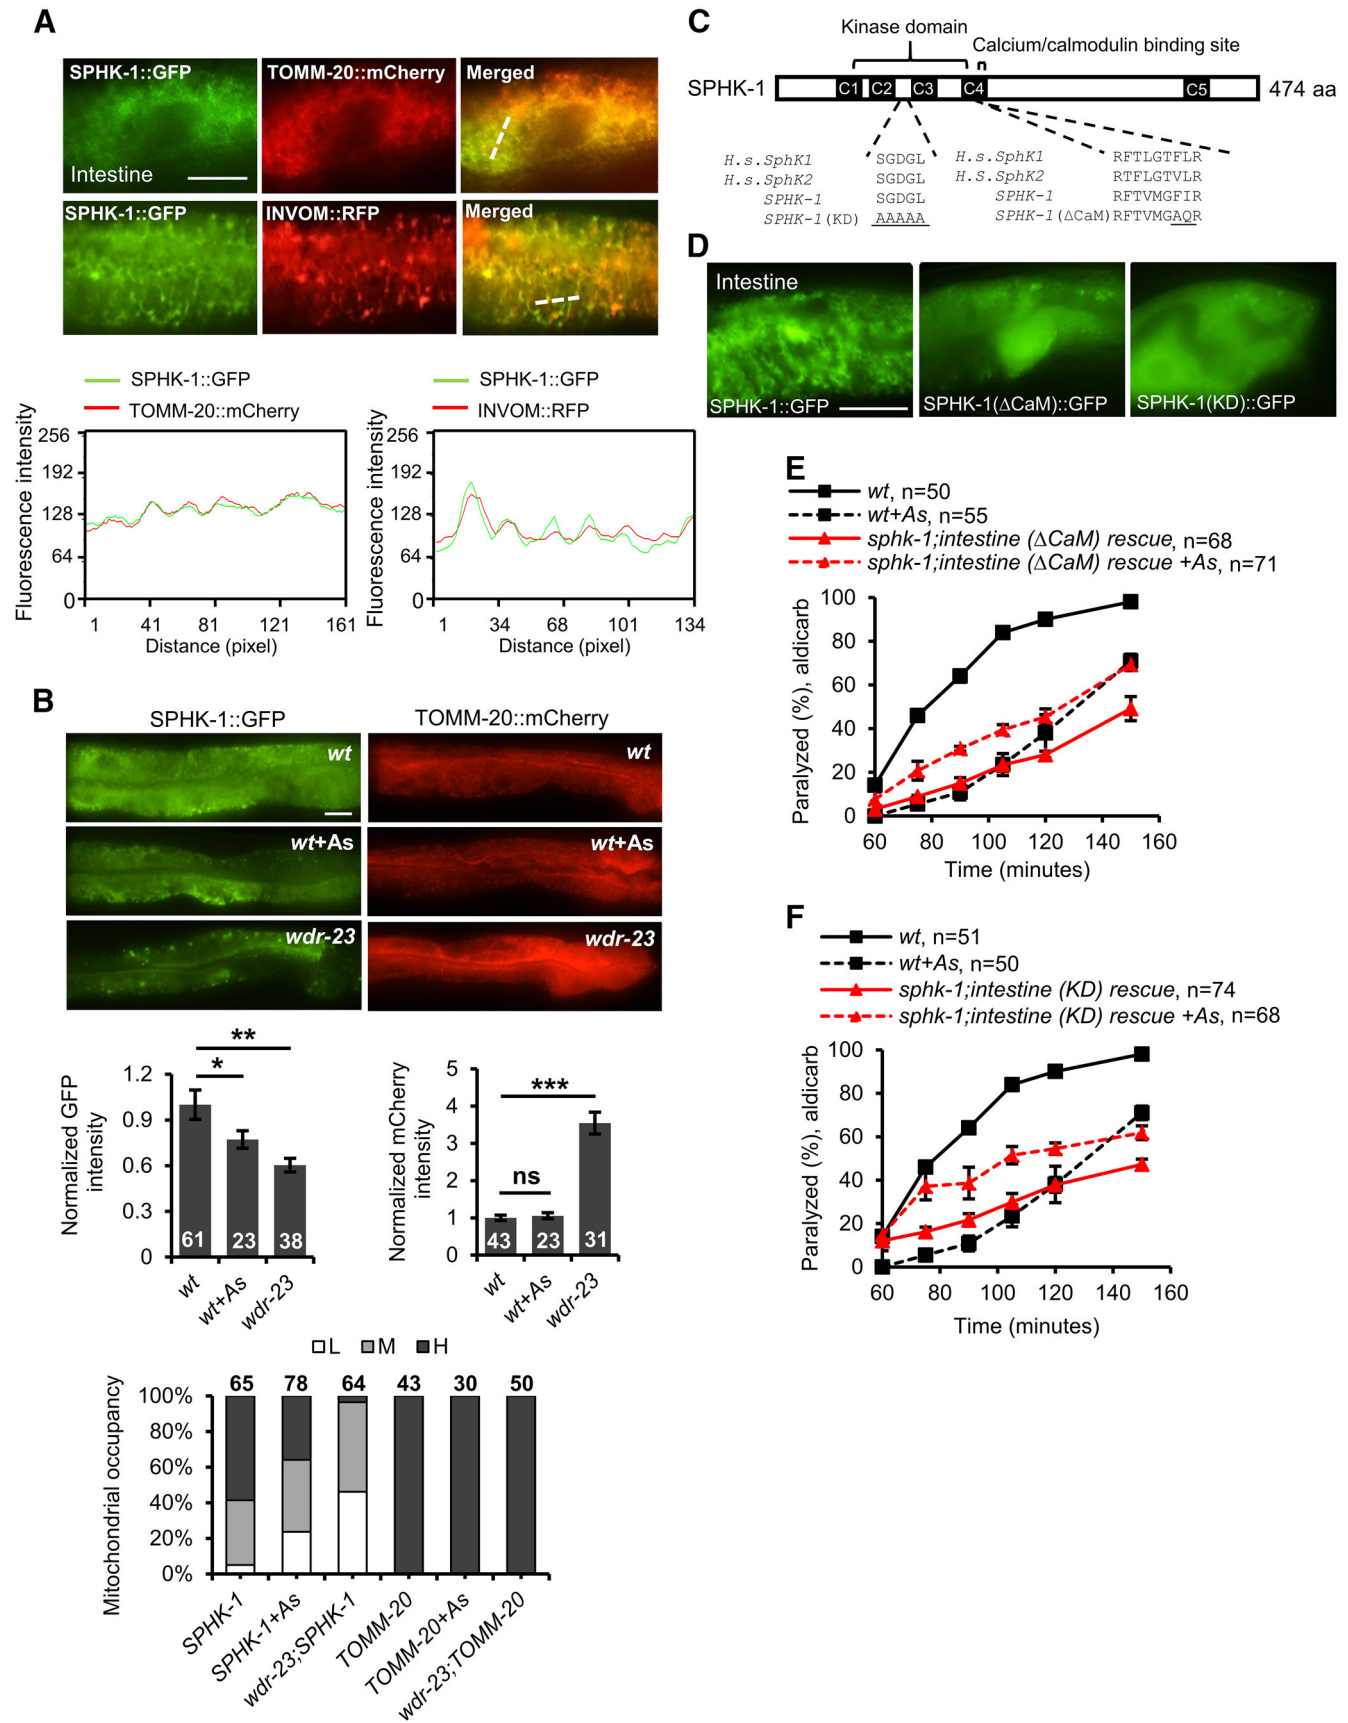 A
SPHK-1::GFP
TOMM-20::mCherry
Merged
Intestine
SPHK-1::GFP
INVOM::RFP
Merged
SPHK-1::GFP
TOMM-20::mCherry
Fluorescence intensity
256
192
128
64
0
1 41 81 121 161
Distance (pixel)
SPHK-1::GFP
INVOM::RFP
Fluorescence intensity
256
192
128
64
0
1 34 68 101 134
Distance (pixel)
B
SPHK-1::GFP
TOMM-20::mCherry
wt
wt
wt+As
wt+As
wdr-23
wdr-23
Normalized GFP
intensity
1.2
0.9
0.6
0.3
0
**
*
61 23 38
wt
wt+As
wdr-23
Normalized mCherry
intensity
5
4
3
2
1
0
***
ns
43 23 31
wt
wt+As
wdr-23
L M H
Mitochondrial occupancy
100%
80%
60%
40%
20%
0%
65 78 64 43 30 50
SPHK-1
SPHK-1+As
wdr-23;SPHK-1
TOMM-20
TOMM-20+As
wdr-23;TOMM-20
C
Kinase domain
Calcium/calmodulin binding site
SPHK-1
C1 C2 C3 C4 C5
474 aa
H.s.SphK1 SGDGL
H.s.SphK2 SGDGL
SPHK-1 SGDGL
SPHK-1(KD) AAAAA
H.s.SphK1 RFTLGTFLR
H.s.SphK2 RTFLGTVLR
SPHK-1 RFTVMGFIR
SPHK-1(ΔCaM) RFTVMGAQR
D
Intestine
SPHK-1::GFP
SPHK-1(ΔCaM)::GFP
SPHK-1(KD)::GFP
E
wt, n=50
wt+As, n=55
sphk-1;intestine (ΔCaM) rescue, n=68
sphk-1;intestine (ΔCaM) rescue +As, n=71
Paralyzed (%), aldicarb
100
80
60
40
20
0
60 80 100 120 140 160
Time (minutes)
F
wt, n=51
wt+As, n=50
sphk-1;intestine (KD) rescue, n=74
sphk-1;intestine (KD) rescue +As, n=68
Paralyzed (%), aldicarb
100
80
60
40
20
0
60 80 100 120 140 160
Time (minutes)